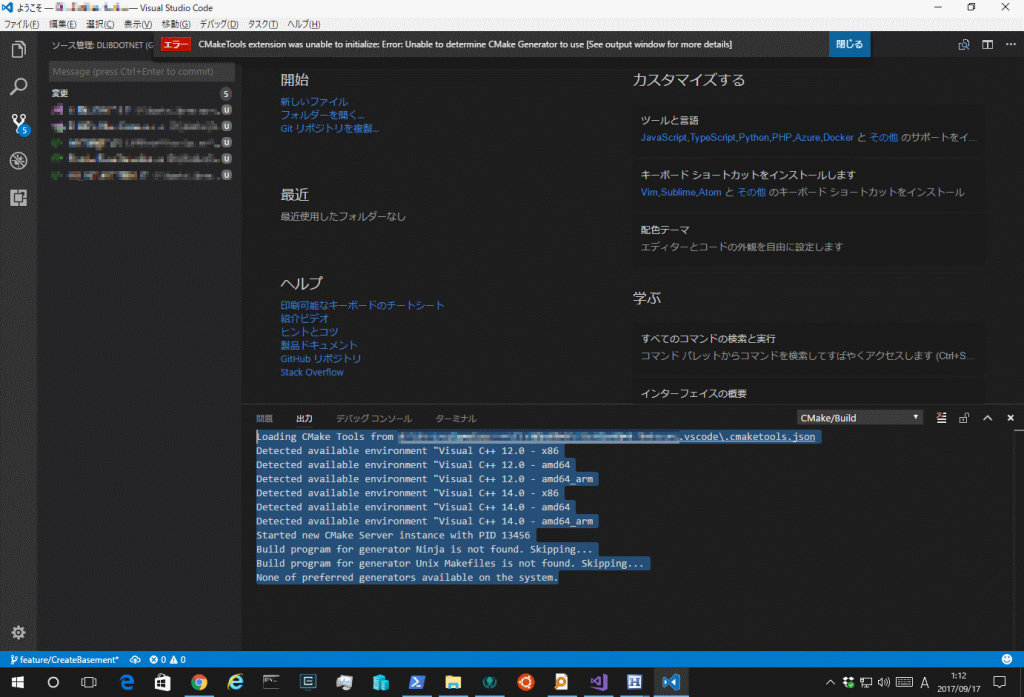 ようこそ — — Visual Studio Code
ファイル(F) 編集(E) 選択(C) 表示(V) 移動(G) デバッグ(D) タスク(T) ヘルプ(H)
ソース管理: DLIBDOTNET (G
エラー CMakeTools extension was unable to initialize: Error: Unable to determine CMake Generator to use [See output window for more details] 閉じる
Message (press Ctrl+Enter to commit)
変更 5
U
U
U
U
U
5
開始
新しいファイル
フォルダーを開く...
Git リポジトリを複製...
最近
最近使用したフォルダーなし
ヘルプ
印刷可能なキーボードのチートシート
紹介ビデオ
ヒントとコツ
製品ドキュメント
GitHub リポジトリ
Stack Overflow
カスタマイズする
ツールと言語
JavaScript,TypeScript,Python,PHP,Azure,Docker と その他 のサポートをイ...
キーボード ショートカットをインストールします
Vim,Sublime,Atom と その他 のキーボード ショートカットをインストール
配色テーマ
エディターとコードの外観を自由に設定します
学ぶ
すべてのコマンドの検索と実行
コマンド パレットからコマンドを検索してすばやくアクセスします (Ctrl+S...
インターフェイスの概要
問題 出力 デバッグ コンソール ターミナル CMake/Build
Loading CMake Tools from .vscode\.cmaketools.json
Detected available environment "Visual C++ 12.0 - x86
Detected available environment "Visual C++ 12.0 - amd64
Detected available environment "Visual C++ 12.0 - amd64_arm
Detected available environment "Visual C++ 14.0 - x86
Detected available environment "Visual C++ 14.0 - amd64
Detected available environment "Visual C++ 14.0 - amd64_arm
Started new CMake Server instance with PID 13456
Build program for generator Ninja is not found. Skipping...
Build program for generator Unix Makefiles is not found. Skipping...
None of preferred generators available on the system.
feature/CreateBasement* 0 0
A 1:12
2017/09/17